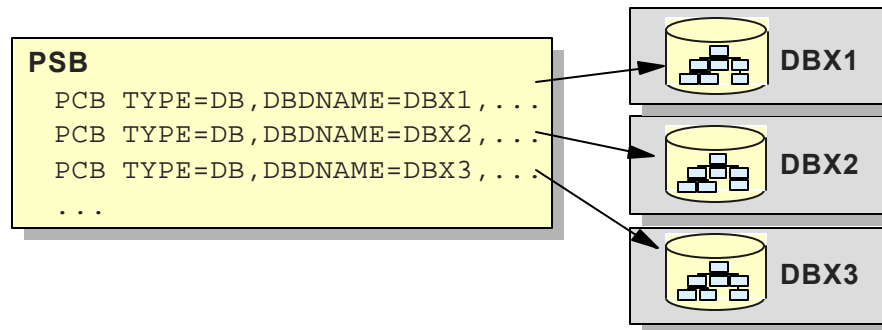 PSB
PCB TYPE=DB,DBDNAME=DBX1,...
PCB TYPE=DB,DBDNAME=DBX2,...
PCB TYPE=DB,DBDNAME=DBX3,...
...
DBX1
DBX2
DBX3